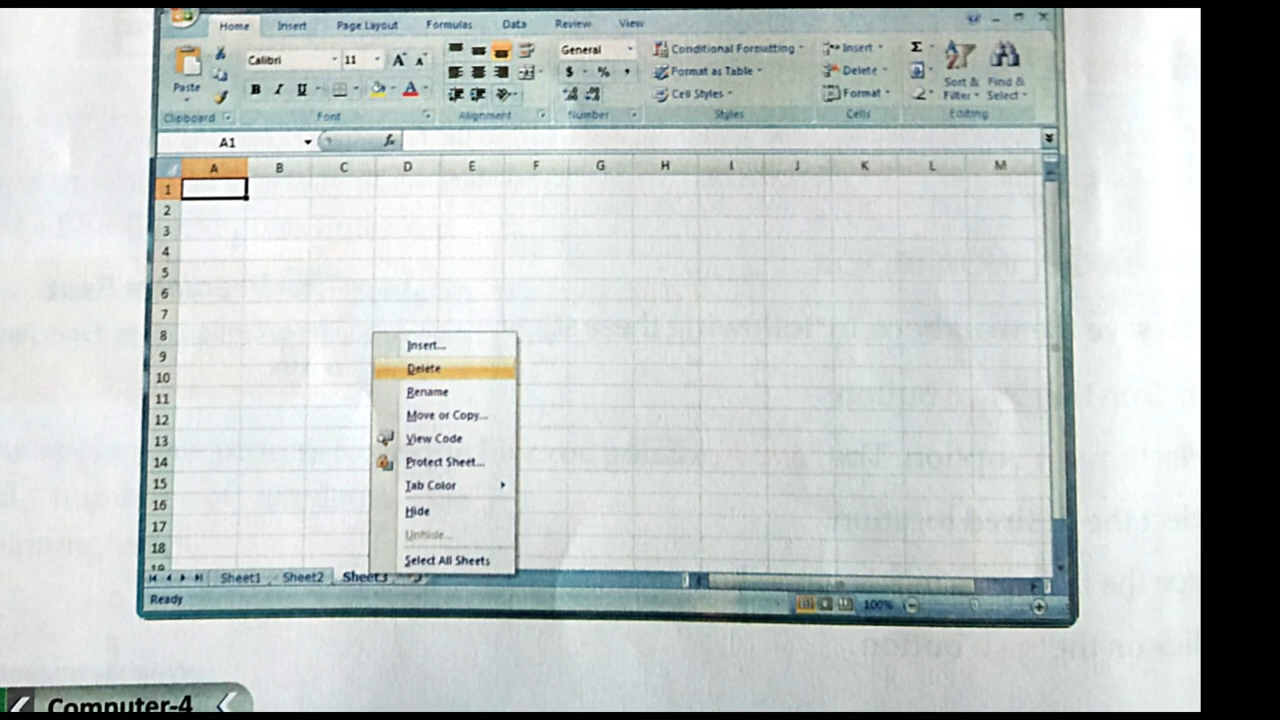 Home Insert Page Layout Formulas Data Review View
Calibri 11 General Conditional Formatting Insert Σ
Paste $ % , Format as Table Delete Sort & Find &
B I U A Cell Styles Format Filter Select
Clipboard Font Alignment Number Styles Cells Editing
A1 fx
A B C D E F G H I J K L M
1
2
3
4
5
6
7
8
9
10
11
12
13
14
15
16
17
18
19
Insert...
Delete
Rename
Move or Copy...
View Code
Protect Sheet...
Tab Color
Hide
Unhide...
Select All Sheets
Sheet1 Sheet2 Sheet3
Ready 100%
Computer-4